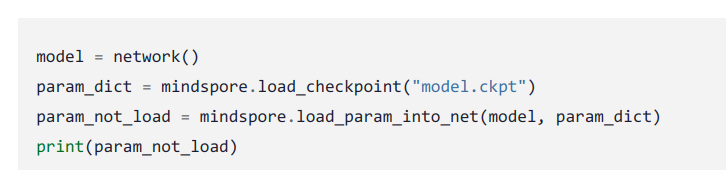 model = network()
param_dict = mindspore.load_checkpoint("model.ckpt")
param_not_load = mindspore.load_param_into_net(model, param_dict)
print(param_not_load)